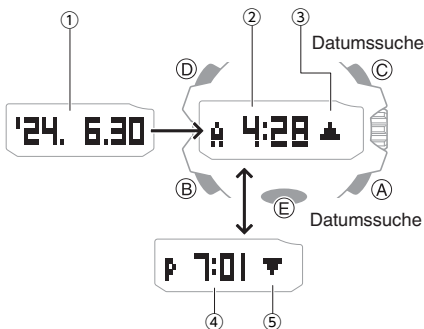 ① ② ③
Datumssuche
Ⓓ Ⓒ
'24. 6.30
A 4:28 ▲
Ⓑ Ⓔ Ⓐ
Datumssuche
P 7:01 ▼
④ ⑤